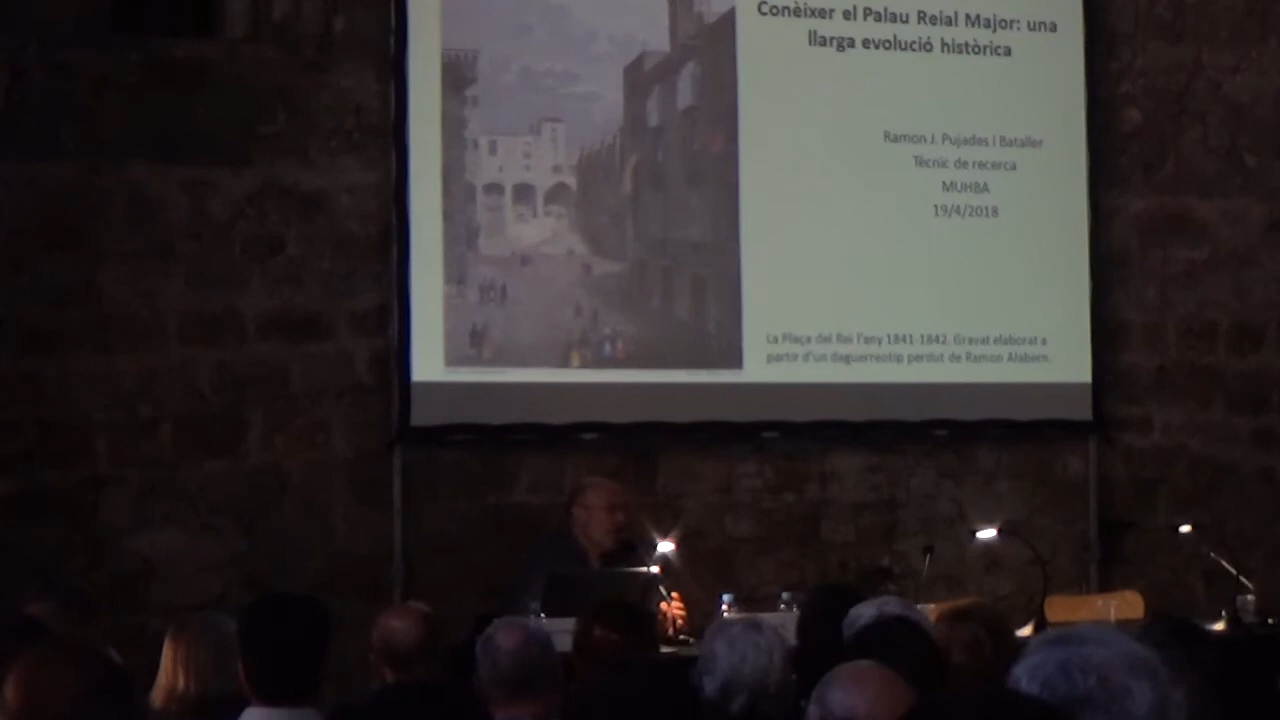 Conèixer el Palau Reial Major: una
llarga evolució històrica
Ramon J. Pujades i Bataller
Tècnic de recerca
MUHBA
19/4/2018
La Plaça del Rei l'any 1841-1842. Gravat elaborat a
partir d'un daguerreotip perdut de Ramon Alabern.